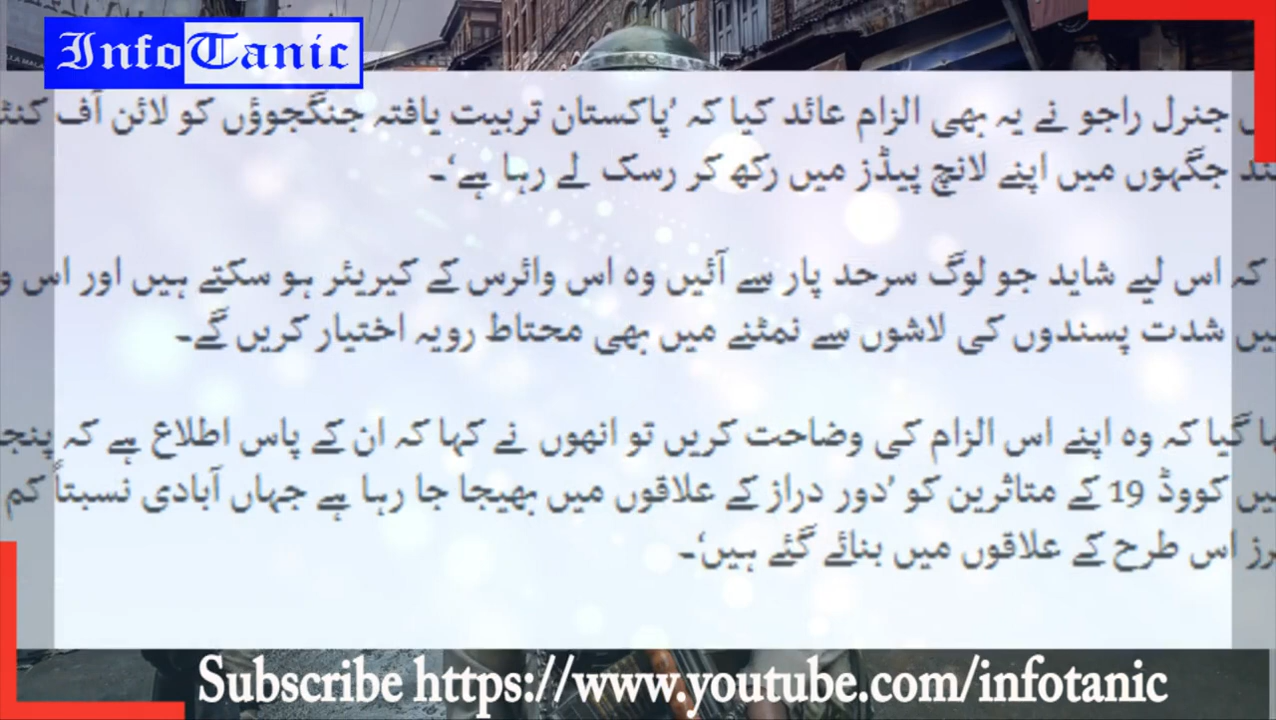 InfoTanic
جنرل راجو نے یہ بھی الزام عائد کیا کہ ’پاکستان تربیت یافتہ جنگجوؤں کو لائن آف
جگہوں میں اپنے لانچ پیڈز میں رکھ کر رسک لے رہا ہے‘۔
کہ اس لیے شاید جو لوگ سرحد پار سے آئیں وہ اس وائرس کے کیریئر ہو سکتے ہیں اور اس
شدت پسندوں کی لاشوں سے نمٹنے میں بھی محتاط رویہ اختیار کریں گے۔
گیا کہ وہ اپنے اس الزام کی وضاحت کریں تو انھوں نے کہا کہ ان کے پاس اطلاع ہے کہ
کووڈ 19 کے متاثرین کو ’دور دراز کے علاقوں میں بھیجا جا رہا ہے جہاں آبادی نسبتاً کم
اس طرح کے علاقوں میں بنائے گئے ہیں‘۔
Subscribe https://www.youtube.com/infotanic